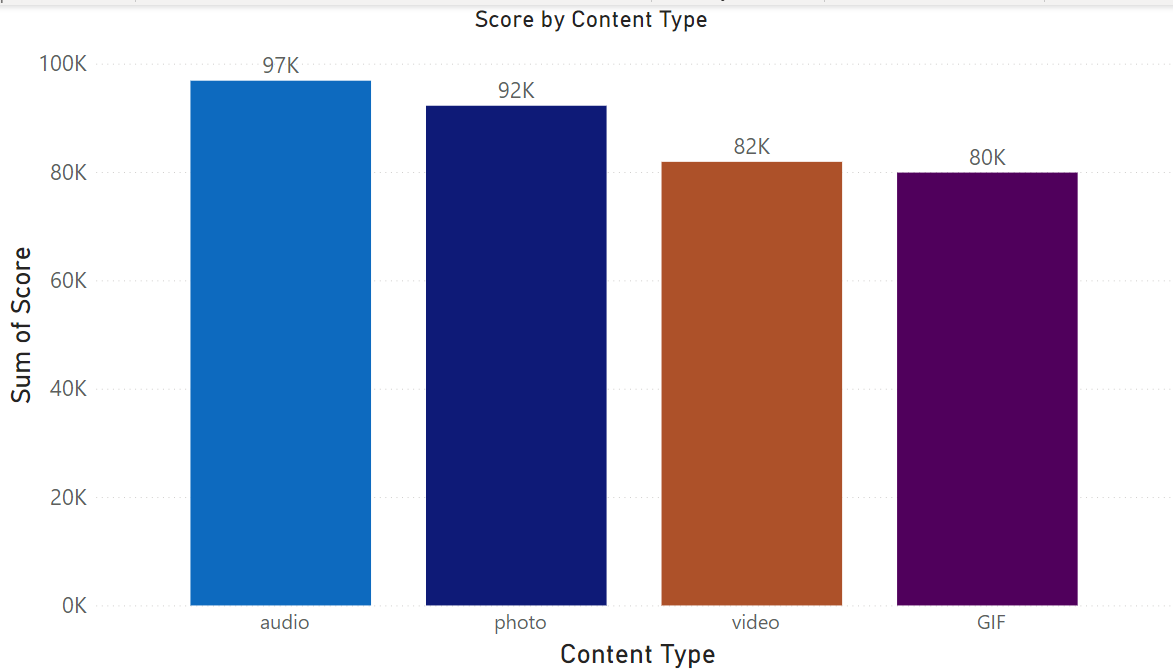 Score by Content Type
100K
80K
60K
40K
20K
0K
Sum of Score
97K
92K
82K
80K
audio
photo
video
GIF
Content Type